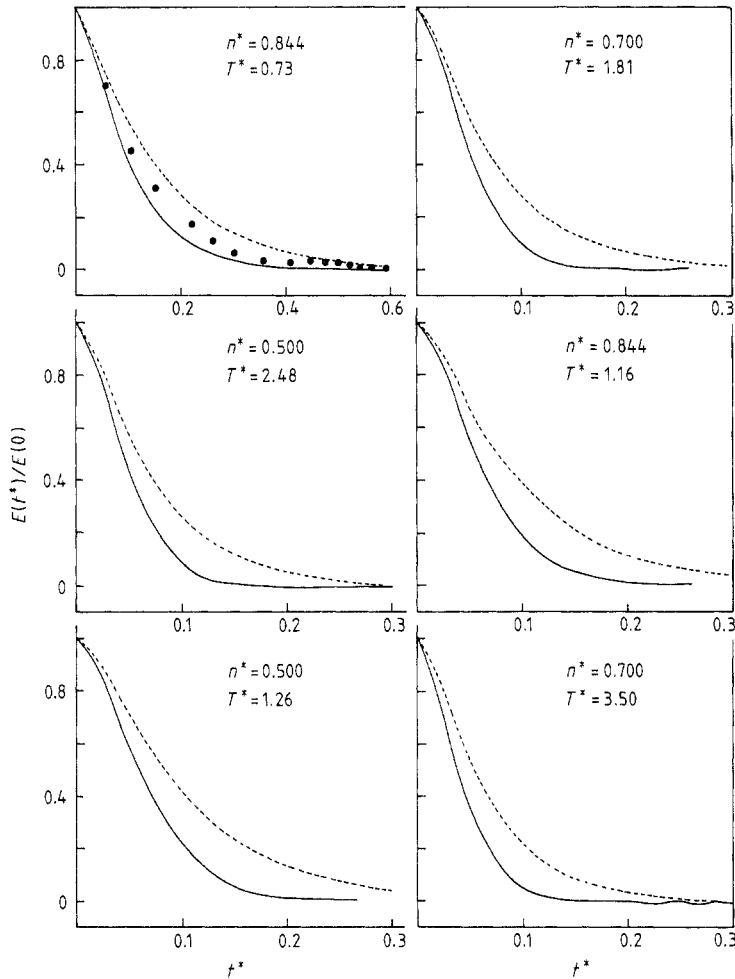 n* = 0.844
T* = 0.73
n* = 0.700
T* = 1.81
0.8
0.4
0
0.2
0.4
0.6
0.1
0.2
0.3
n* = 0.500
T* = 2.48
n* = 0.844
T* = 1.16
0.8
0.4
0
0.1
0.2
0.3
0.1
0.2
0.3
E(t*)/E(0)
n* = 0.500
T* = 1.26
n* = 0.700
T* = 3.50
0.8
0.4
0
0.1
0.2
0.3
0.1
0.2
0.3
t*
t*